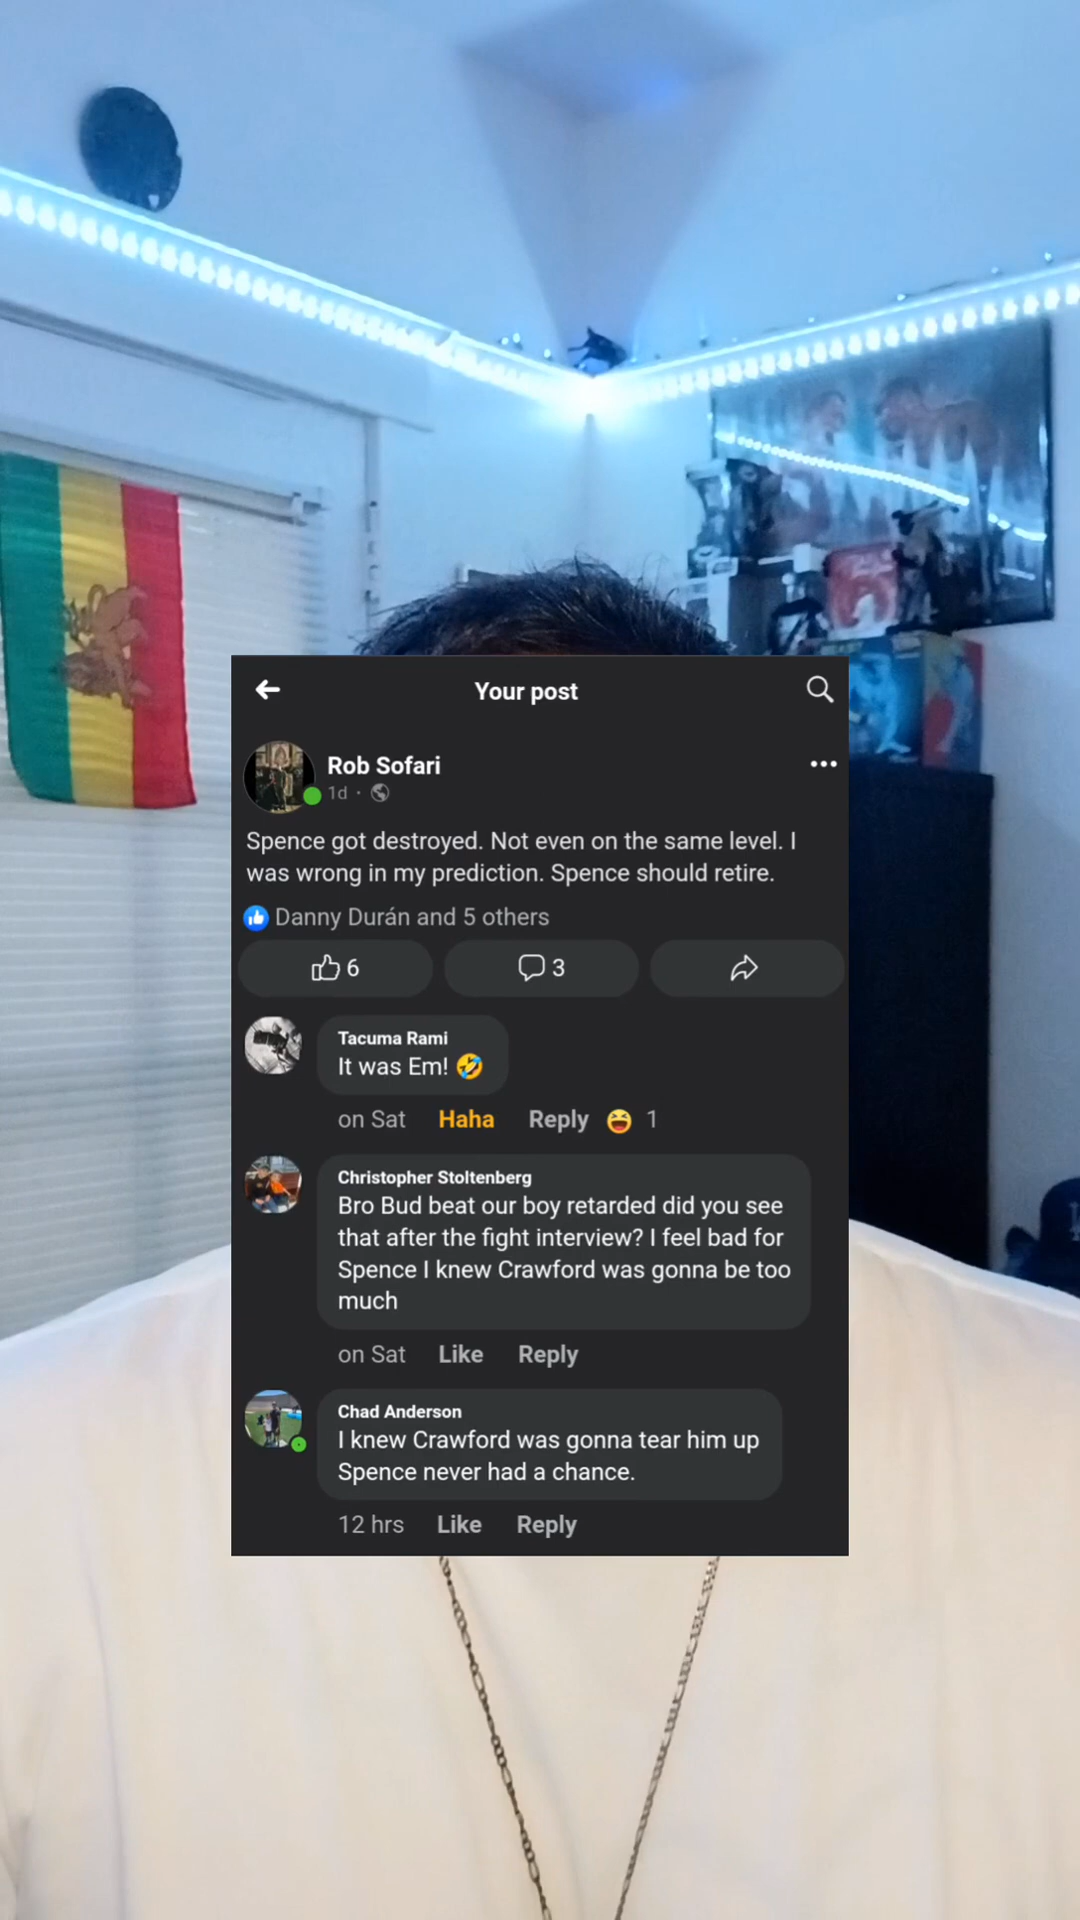 Your post
Rob Sofari
1d ·
Spence got destroyed. Not even on the same level. I
was wrong in my prediction. Spence should retire.
Danny Durán and 5 others
6
3
Tacuma Rami
It was Em! 🤣
on Sat Haha Reply 😆 1
Christopher Stoltenberg
Bro Bud beat our boy retarded did you see
that after the fight interview? I feel bad for
Spence I knew Crawford was gonna be too
much
on Sat Like Reply
Chad Anderson
I knew Crawford was gonna tear him up
Spence never had a chance.
12 hrs Like Reply